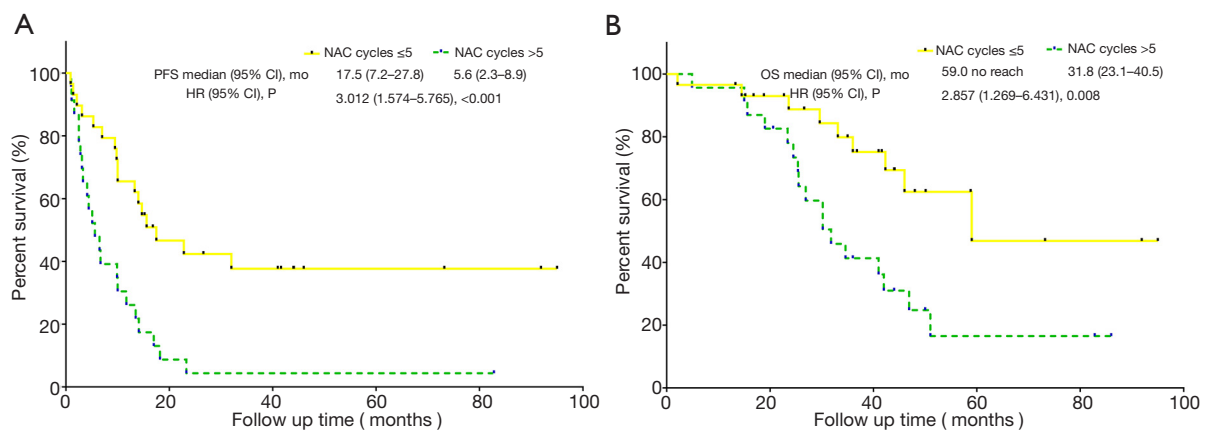 A
NAC cycles ≤5 NAC cycles >5
PFS median (95% CI), mo 17.5 (7.2–27.8) 5.6 (2.3–8.9)
HR (95% CI), P 3.012 (1.574–5.765), <0.001
Percent survival (%)
100
80
60
40
20
0
0 20 40 60 80 100
Follow up time ( months )
B
NAC cycles ≤5 NAC cycles >5
OS median (95% CI), mo 59.0 no reach 31.8 (23.1–40.5)
HR (95% CI), P 2.857 (1.269–6.431), 0.008
Percent survival (%)
100
80
60
40
20
0
0 20 40 60 80 100
Follow up time ( months )